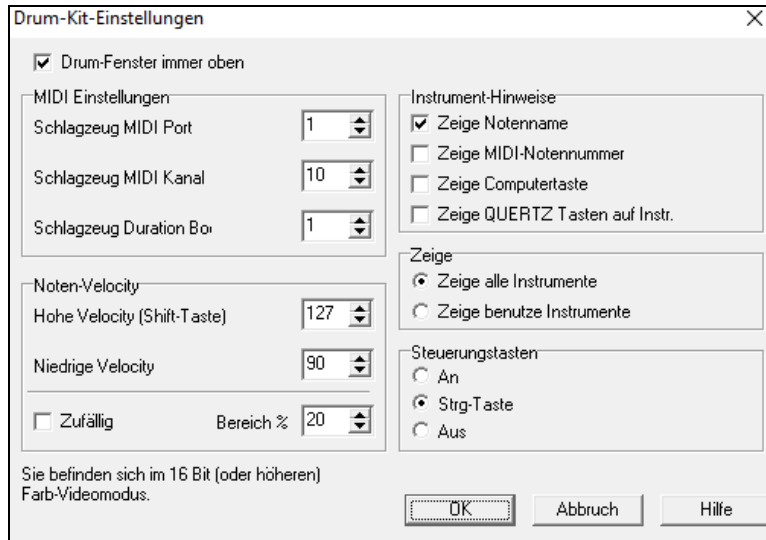 Drum-Kit-Einstellungen
Drum-Fenster immer oben
MIDI Einstellungen
Schlagzeug MIDI Port
1
Schlagzeug MIDI Kanal
10
Schlagzeug Duration Boı
1
Noten-Velocity
Hohe Velocity (Shift-Taste)
127
Niedrige Velocity
90
Zufällig
Bereich %
20
Sie befinden sich im 16 Bit (oder höheren)
Farb-Videomodus.
Instrument-Hinweise
Zeige Notenname
Zeige MIDI-Notennummer
Zeige Computertaste
Zeige QUERTZ Tasten auf Instr.
Zeige
Zeige alle Instrumente
Zeige benutze Instrumente
Steuerungstasten
An
Strg-Taste
Aus
OK
Abbruch
Hilfe